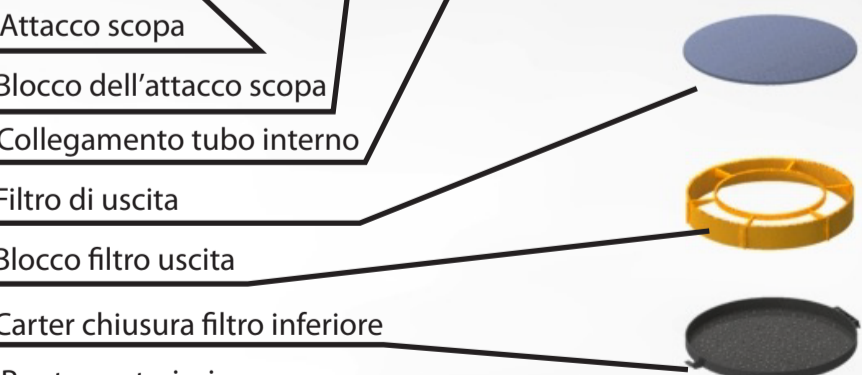 Attacco scopa
Blocco dell’attacco scopa
Collegamento tubo interno
Filtro di uscita
Blocco filtro uscita
Carter chiusura filtro inferiore